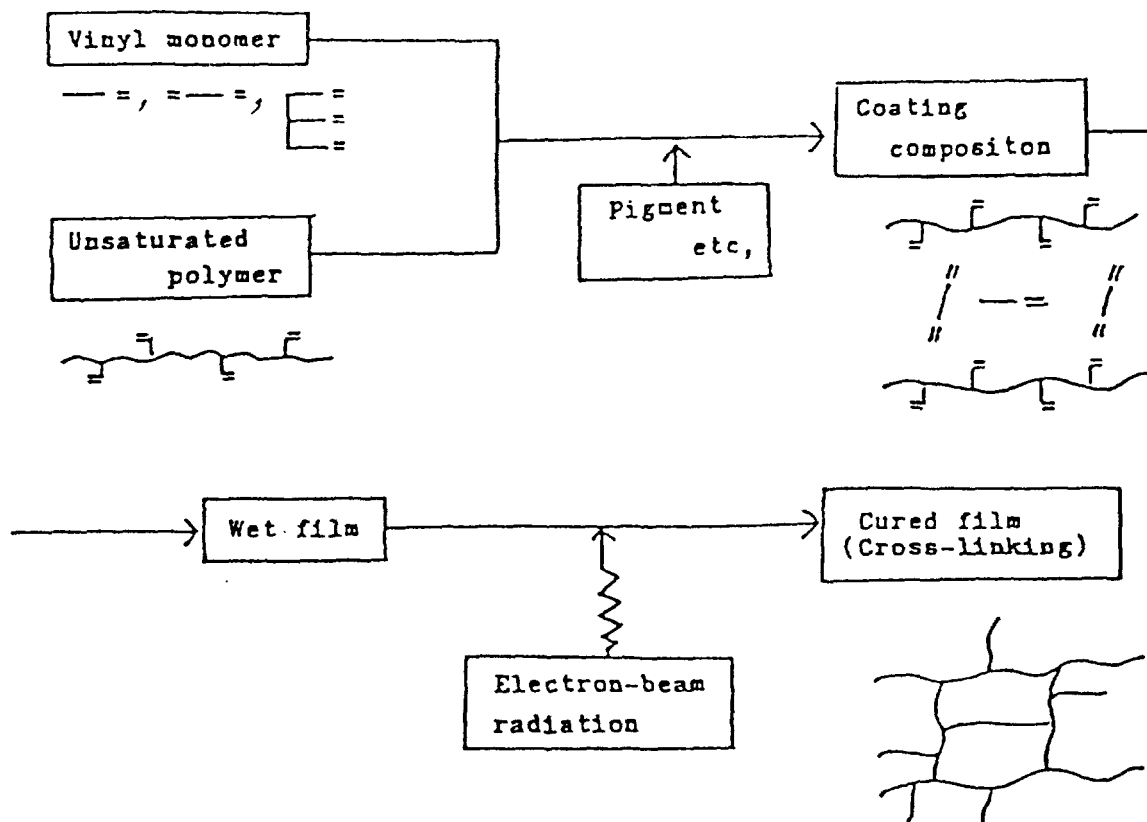 Vinyl monomer
Unsaturated
polymer
Pigment
etc,
Coating
compositon
Wet film
Electron-beam
radiation
Cured film
(Cross-linking)